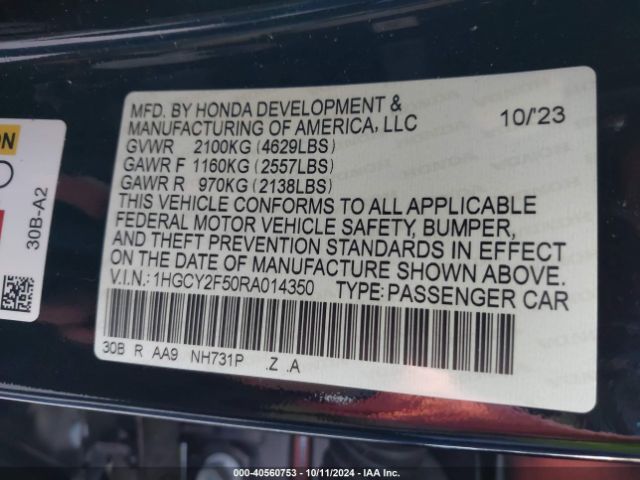 MFD. BY HONDA DEVELOPMENT &
MANUFACTURING OF AMERICA, LLC 10/'23
GVWR 2100KG (4629LBS)
GAWR F 1160KG (2557LBS)
GAWR R 970KG (2138LBS)
THIS VEHICLE CONFORMS TO ALL APPLICABLE
FEDERAL MOTOR VEHICLE SAFETY, BUMPER,
AND THEFT PREVENTION STANDARDS IN EFFECT
ON THE DATE OF MANUFACTURE SHOWN ABOVE.
V.I.N.: 1HGCY2F50RA014350 TYPE: PASSENGER CAR
30B R AA9 NH731P .Z .A
30B-A2
000-40560753 - 10/11/2024 - IAA Inc.